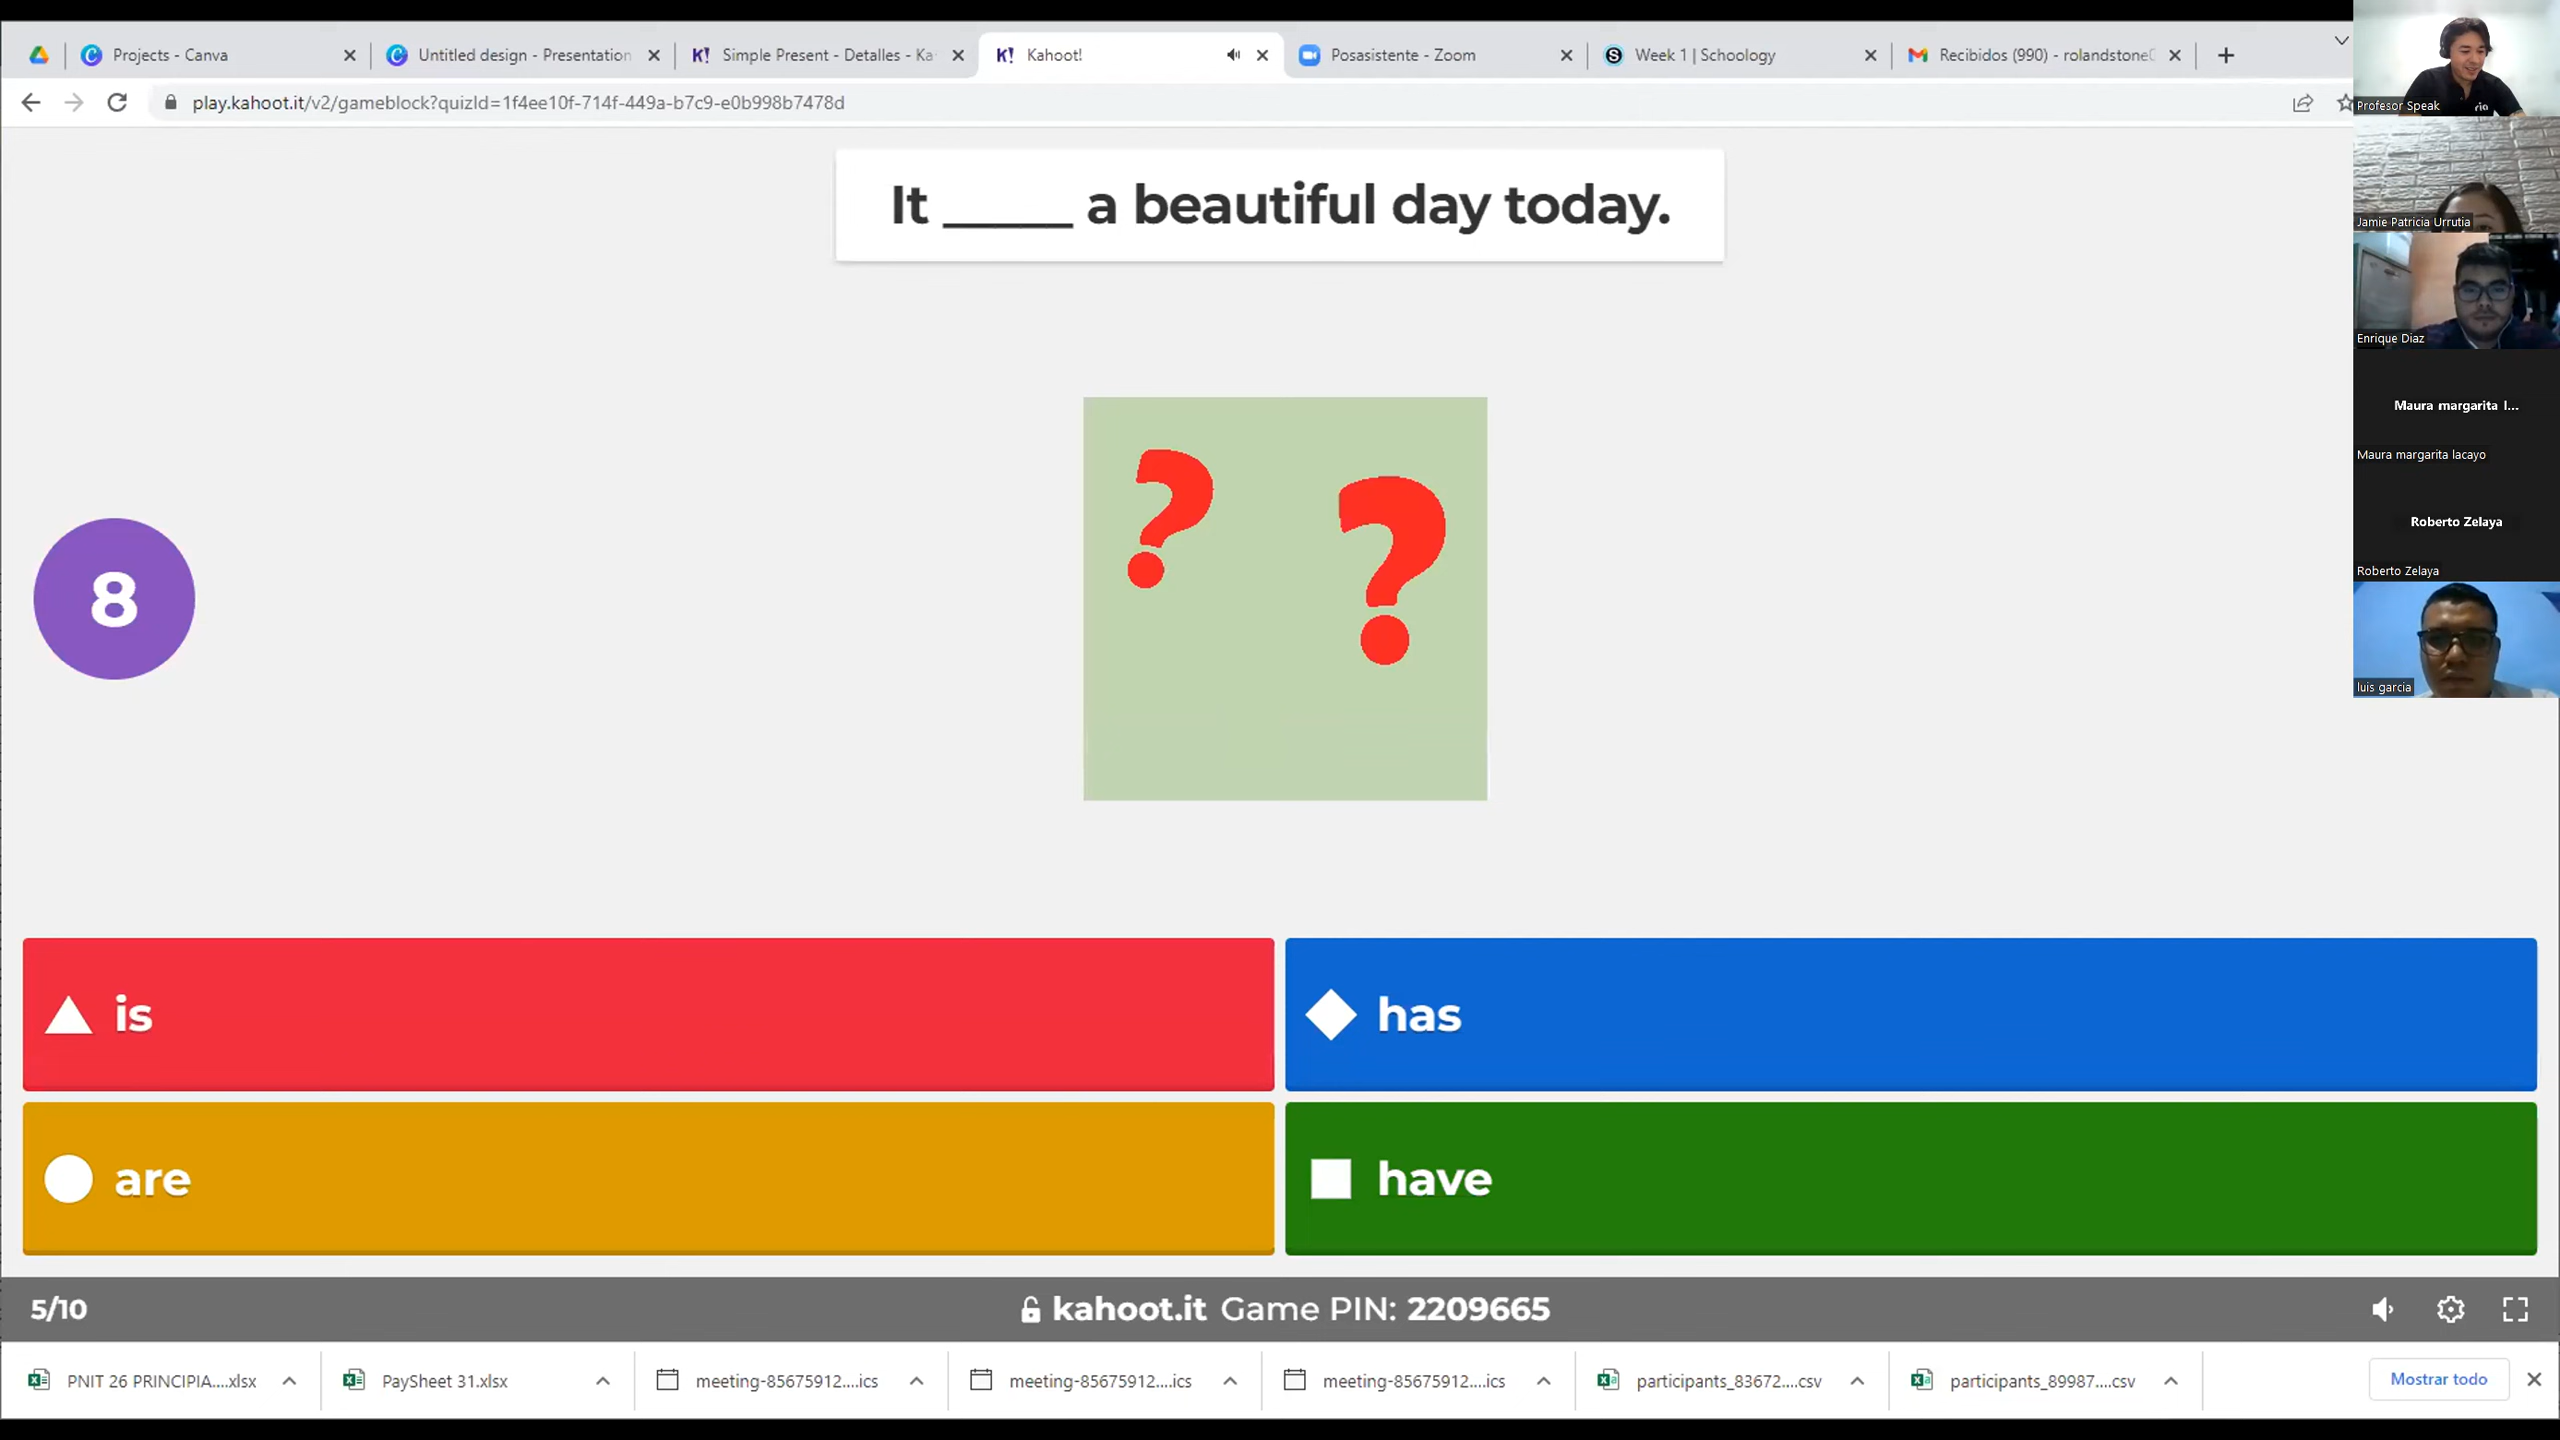 Projects - Canva
Untitled design - Presentation
Simple Present - Detalles - Ka
Kahoot!
Posasistente - Zoom
Week 1 | Schoology
Recibidos (990) - rolandstone
play.kahoot.it/v2/gameblock?quizId=1f4ee10f-714f-449a-b7c9-e0b998b7478d
Profesor Speak
Jamie Patricia Urrutia
Enrique Diaz
Maura margarita l...
Maura margarita lacayo
Roberto Zelaya
Roberto Zelaya
luis garcia
It _____ a beautiful day today.
8
? ?
is
has
are
have
5/10
kahoot.it Game PIN: 2209665
PNIT 26 PRINCIPIA....xlsx
PaySheet 31.xlsx
meeting-85675912....ics
meeting-85675912....ics
meeting-85675912....ics
participants_83672....csv
participants_89987....csv
Mostrar todo